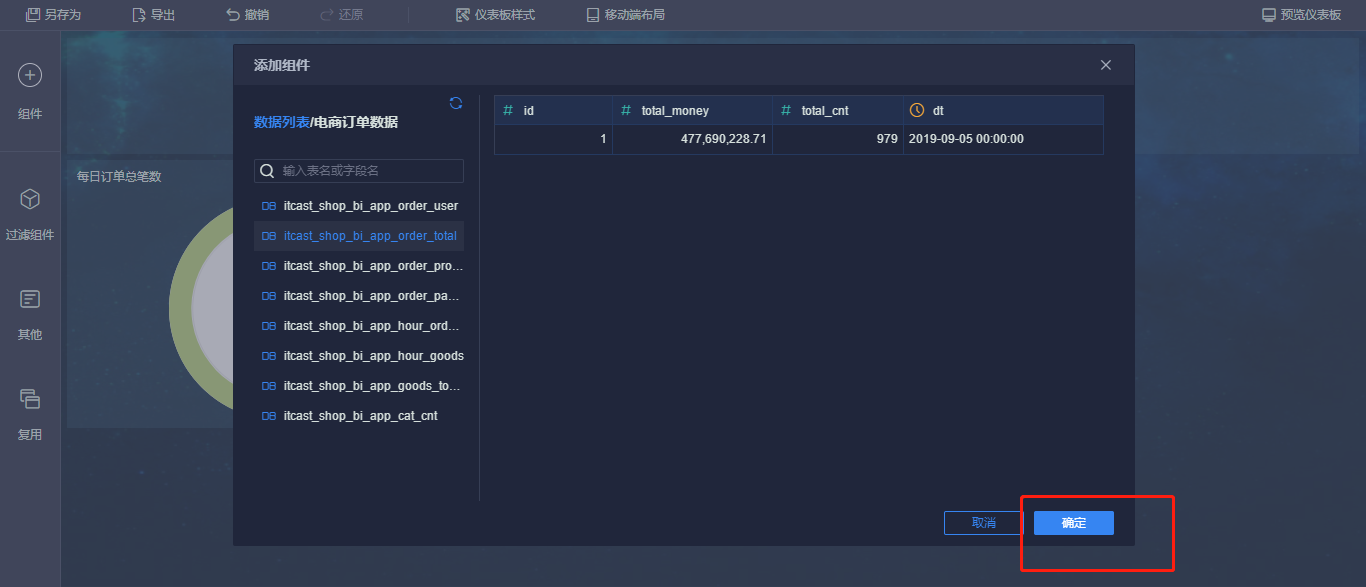 另存为 导出 撤销 还原 仪表板样式 移动端布局 预览仪表板
组件
过滤组件
其他
复用
每日订单总笔数
添加组件
数据列表/电商订单数据
输入表名或字段名
DB itcast_shop_bi_app_order_user
DB itcast_shop_bi_app_order_total
DB itcast_shop_bi_app_order_pro...
DB itcast_shop_bi_app_order_pa...
DB itcast_shop_bi_app_hour_ord...
DB itcast_shop_bi_app_hour_goods
DB itcast_shop_bi_app_goods_to...
DB itcast_shop_bi_app_cat_cnt
# id # total_money # total_cnt dt
1 477,690,228.71 979 2019-09-05 00:00:00
取消 确定